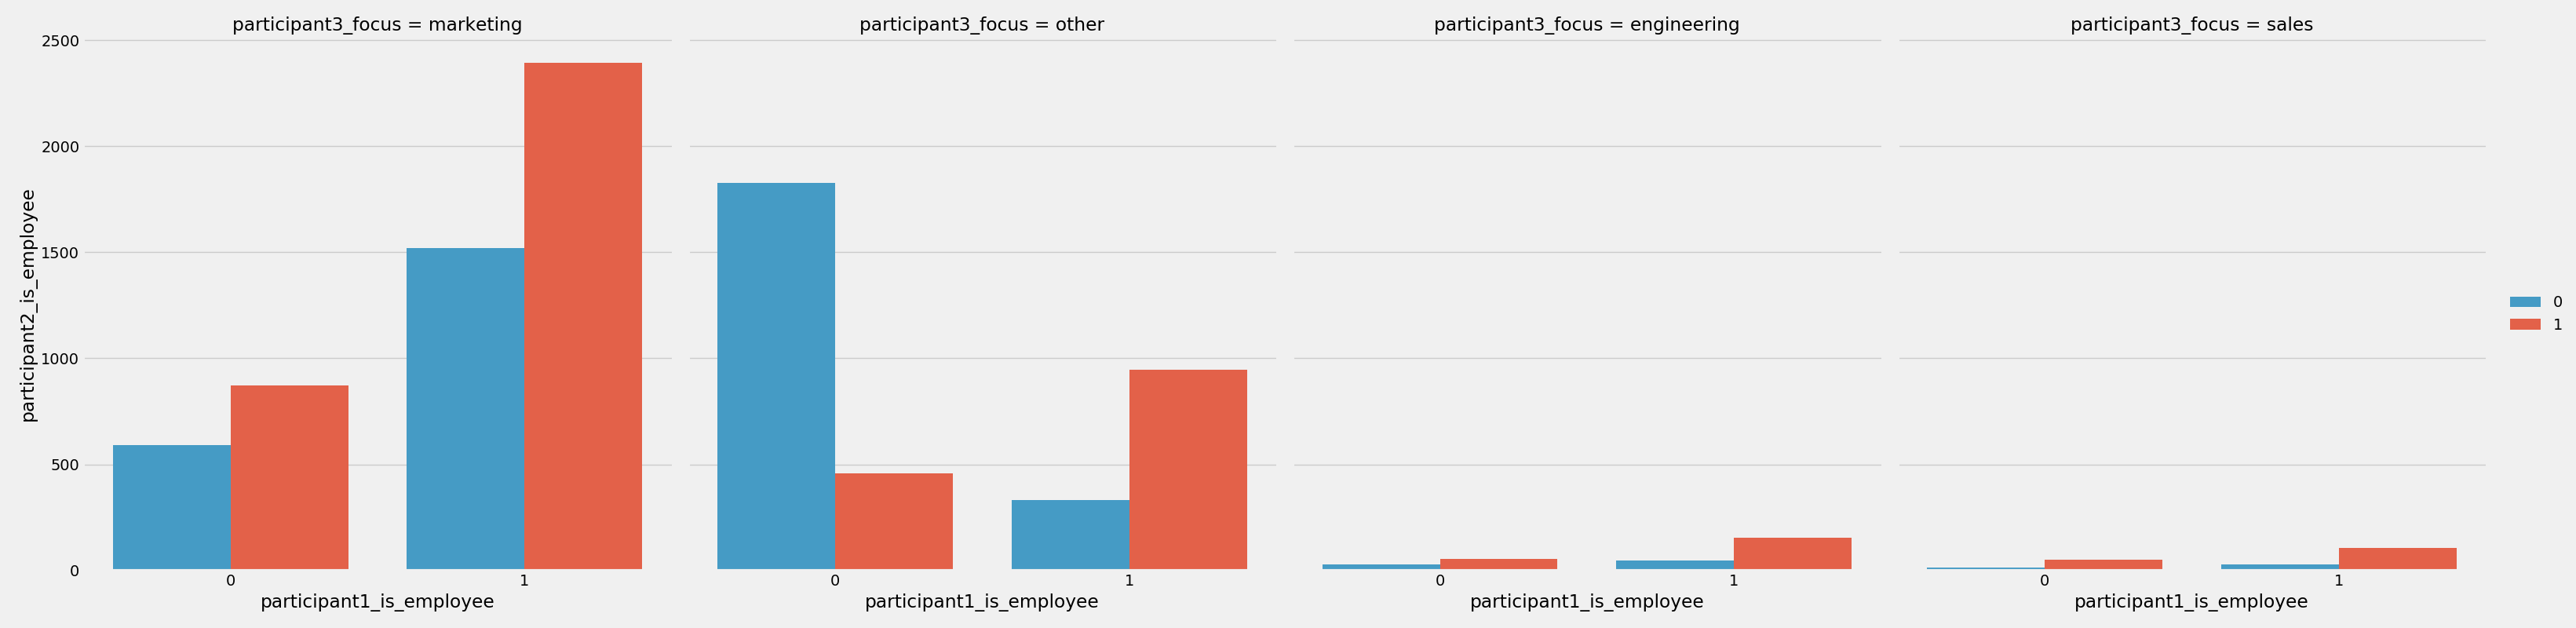 participant3_focus = marketing
participant3_focus = other
participant3_focus = engineering
participant3_focus = sales
participant2_is_employee
2500
2000
1500
1000
500
0
0 1
0 1
0 1
0 1
participant1_is_employee
participant1_is_employee
participant1_is_employee
participant1_is_employee
0
1